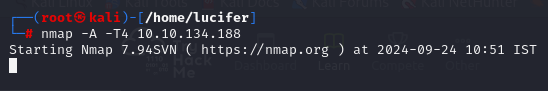 ┌──(root㉿kali)-[/home/lucifer]
└─# nmap -A -T4 10.10.134.188
Starting Nmap 7.94SVN ( https://nmap.org ) at 2024-09-24 10:51 IST